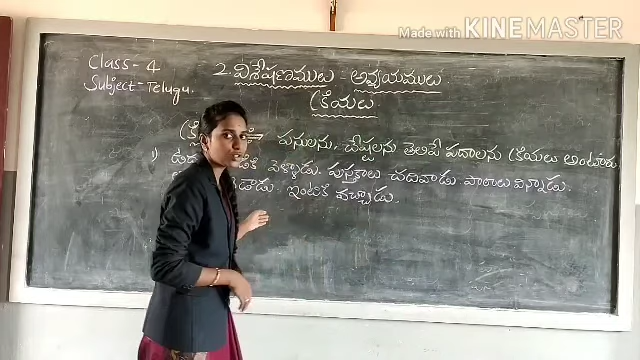 Made with KINEMASTER
Class-4
Subject-Telugu.
2. విశేషణములు - అవ్యయములు.
క్రియలు
పనులను, చేష్టలను తెలిపే పదాలను క్రియలు అంటారు.
1) వెళ్ళాడు. పుస్తకాలు చదివాడు పాఠాలు విన్నాడు.
ఇంటికి వచ్చాడు.